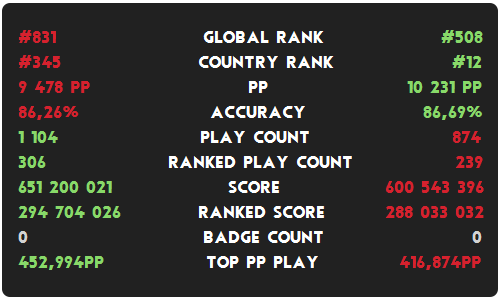 #831 GLOBAL RANK #508
#345 COUNTRY RANK #12
9 478 PP PP 10 231 PP
86,26% ACCURACY 86,69%
1 104 PLAY COUNT 874
306 RANKED PLAY COUNT 239
651 200 021 SCORE 600 543 396
294 704 026 RANKED SCORE 288 033 032
0 BADGE COUNT 0
452,994PP TOP PP PLAY 416,874PP